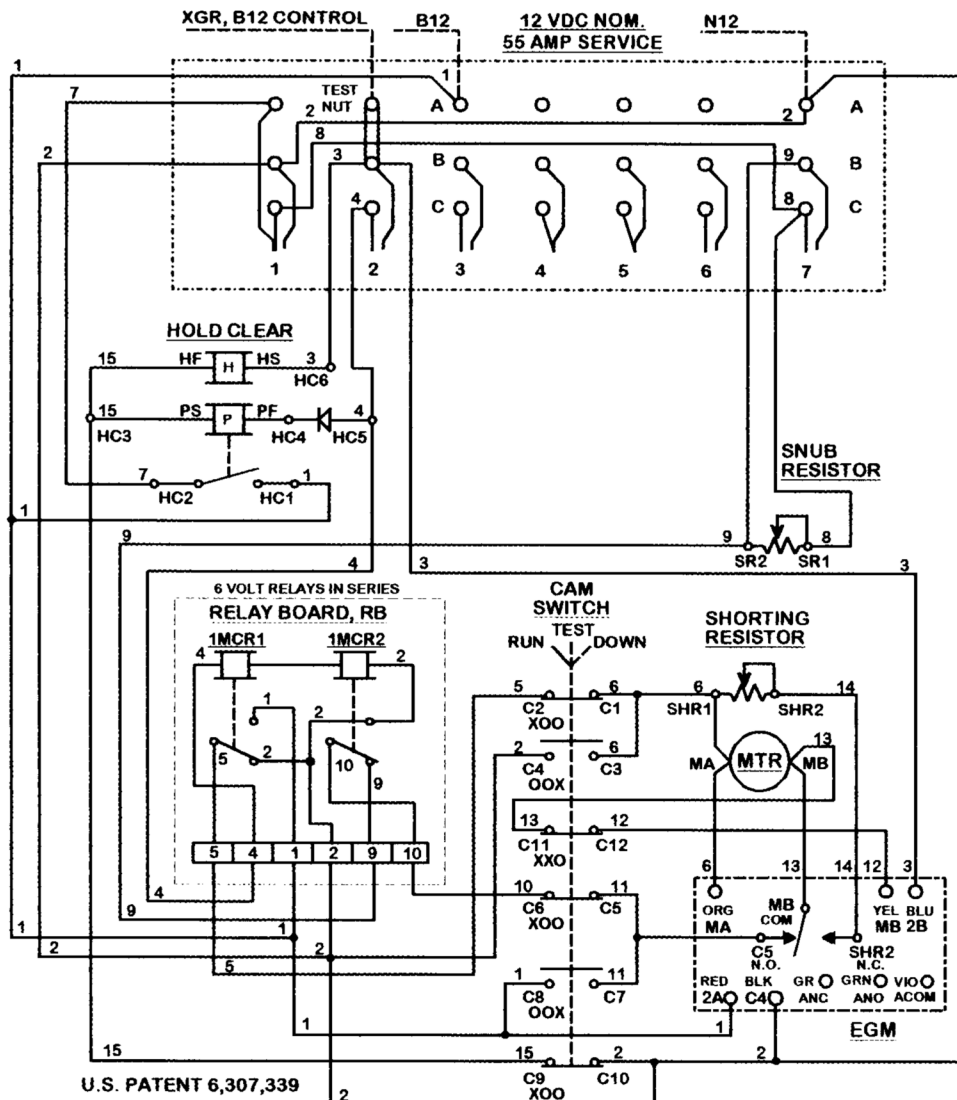 XGR, B12 CONTROL B12 12 VDC NOM. N12
55 AMP SERVICE
1 1
7 TEST NUT A 2 A
2
8
2 3 B 9 B
4 C 8 C
1 2 3 4 5 6 7
HOLD CLEAR
15 HF H HS 3
HC6
15 PS P PF 4
HC3 HC4 HC5
SNUB
RESISTOR
7 1
HC2 HC1
1
9 9 8
SR2 SR1
4 3 3
6 VOLT RELAYS IN SERIES
RELAY BOARD, RB
CAM
SWITCH
TEST
RUN DOWN
SHORTING
RESISTOR
1MCR1 1MCR2
4 2
5 6 6 14
C2 C1 SHR1 SHR2
XOO
1 2
2 6 13
5 2 10 C4 C3 MA MTR MB
OOX
9
13 12
C11 C12
XXO
5 4 1 2 9 10
6 13 14 12 3
10 11
C6 C5
XOO
4
9
ORG MA MB COM YEL MB BLU 2B
1
2 2
5
C5 N.O. SHR2 N.C.
1 11
C8 C7
OOX
RED 2A BLK C4 GR ANC GRN ANO VIO ACOM
1 1
EGM
15 15 2 2
C9 C10
XOO
U.S. PATENT 6,307,339
2